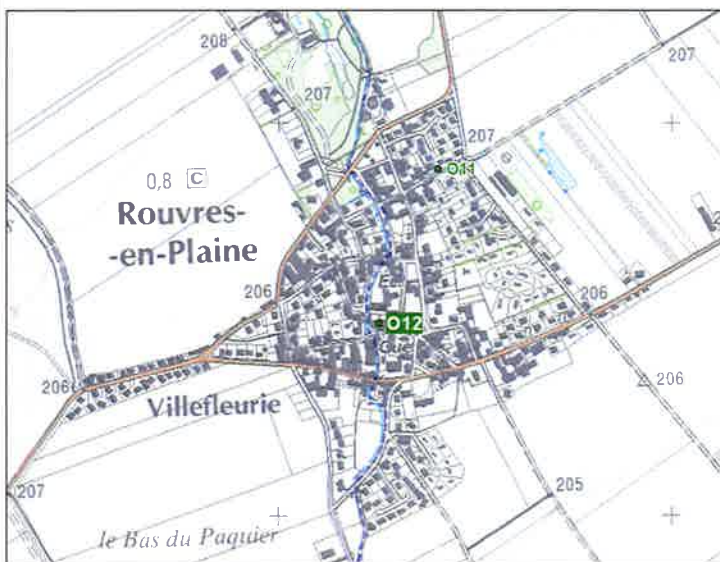 208
207
207
207
O11
0,8 C
Rouvres-
-en-Plaine
206
206
O12
206
206
Villefleurie
207
205
le Bas du Paquier